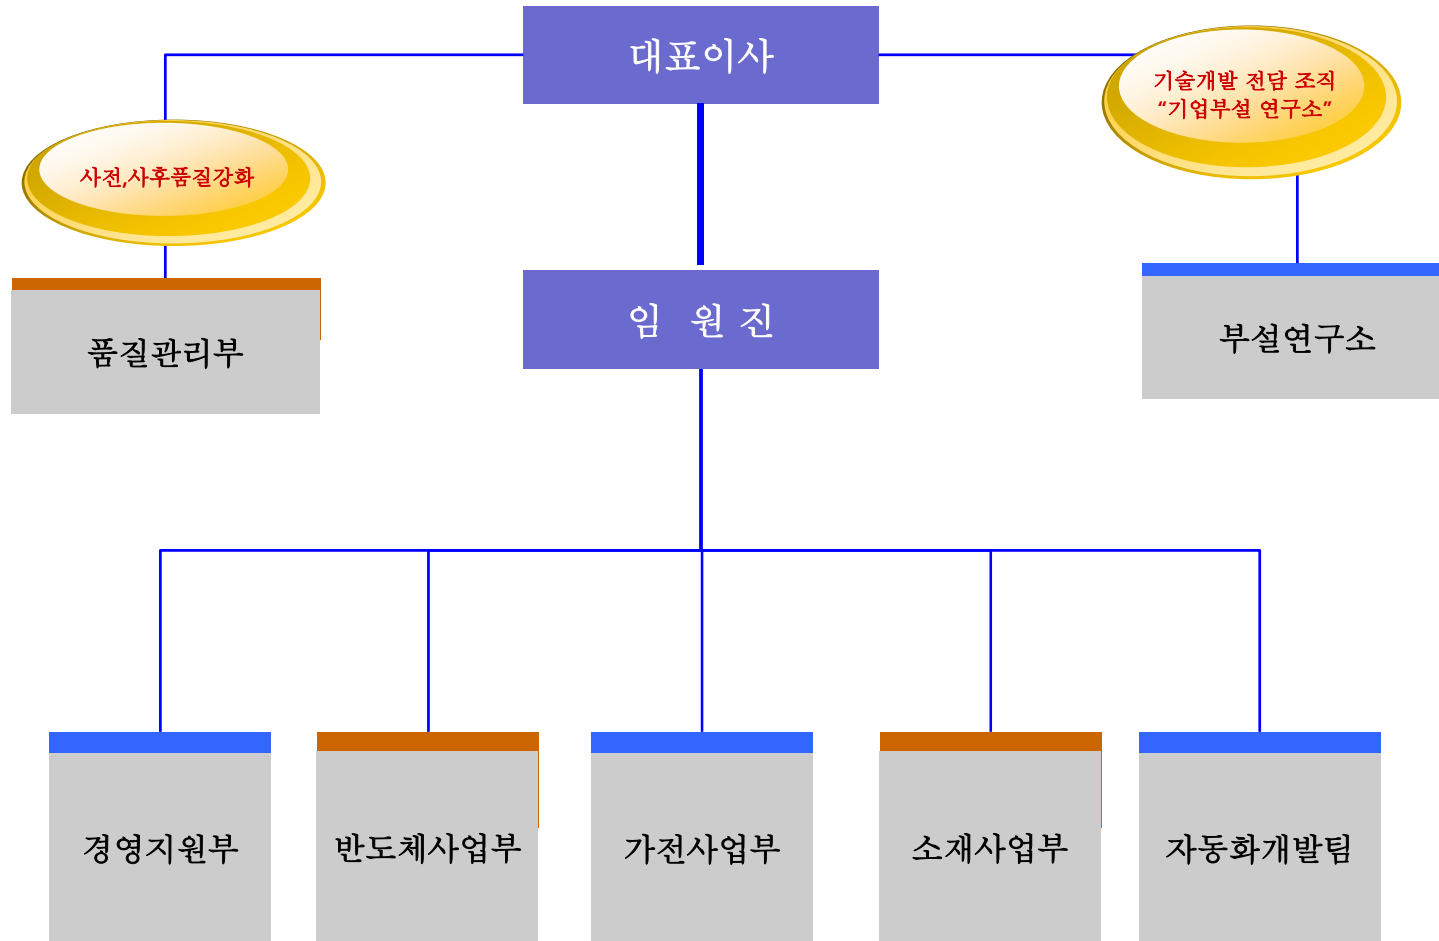 대표이사
기술개발 전담 조직
“기업부설 연구소”
사전,사후품질강화
임 원 진
품질관리부
부설연구소
경영지원부
반도체사업부
가전사업부
소재사업부
자동화개발팀